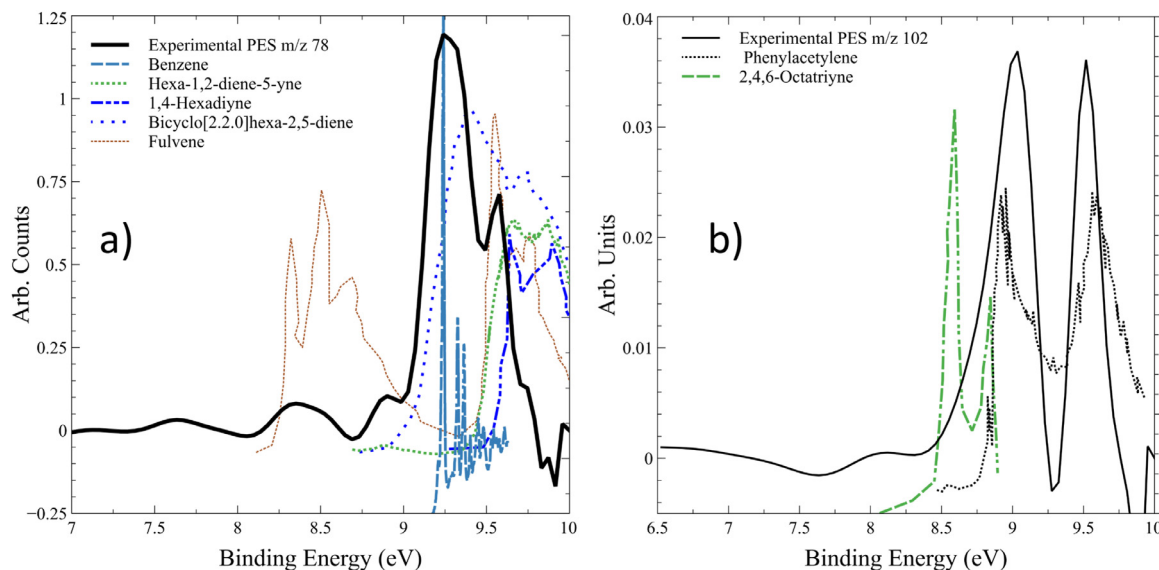 1.25
1
0.75
0.5
0.25
0
−0.25
Arb. Counts
Experimental PES m/z 78
Benzene
Hexa-1,2-diene-5-yne
1,4-Hexadiyne
Bicyclo[2.2.0]hexa-2,5-diene
Fulvene
a)
7 7.5 8 8.5 9 9.5 10
Binding Energy (eV)
0.04
0.03
0.02
0.01
0
Arb. Units
Experimental PES m/z 102
Phenylacetylene
2,4,6-Octatriyne
b)
6.5 7 7.5 8 8.5 9 9.5 10
Binding Energy (eV)